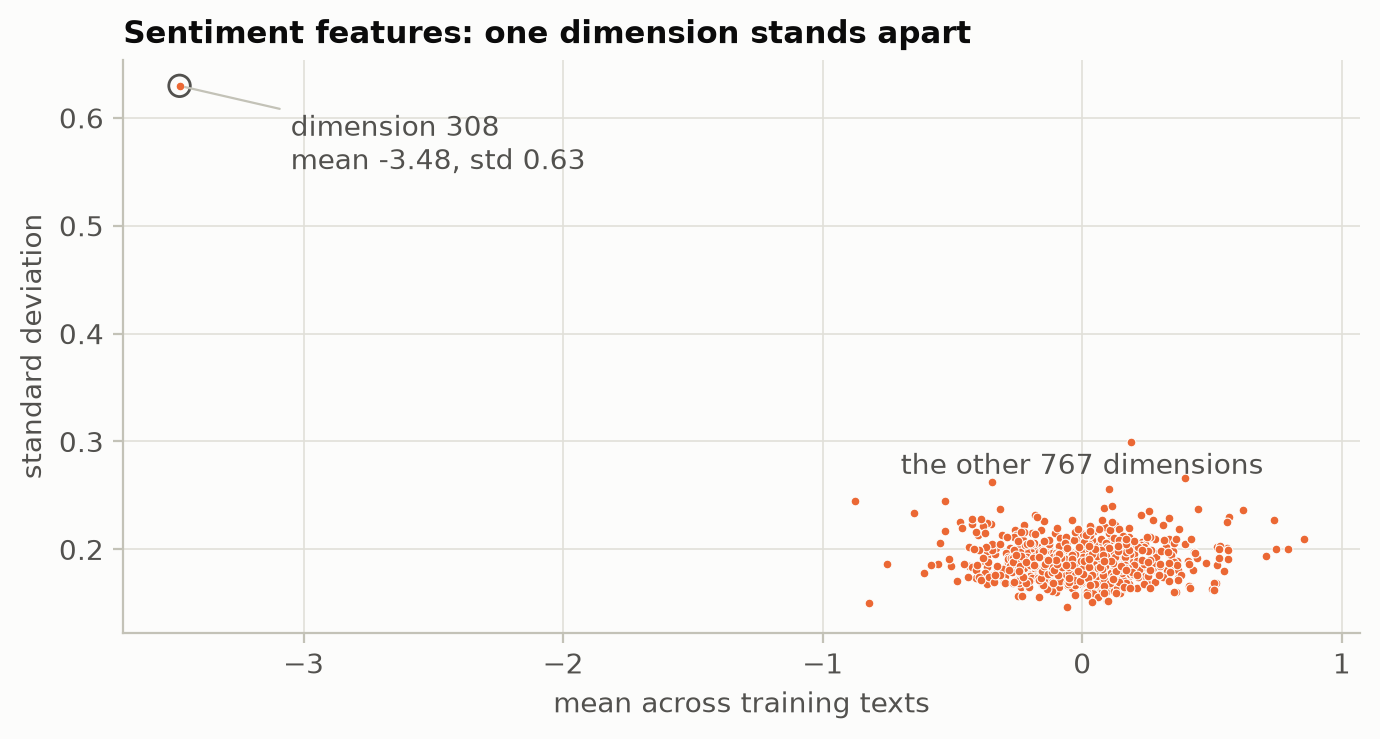 Sentiment features: one dimension stands apart
standard deviation
0.6
0.5
0.4
0.3
0.2
dimension 308
mean -3.48, std 0.63
the other 767 dimensions
−3
−2
−1
0
1
mean across training texts